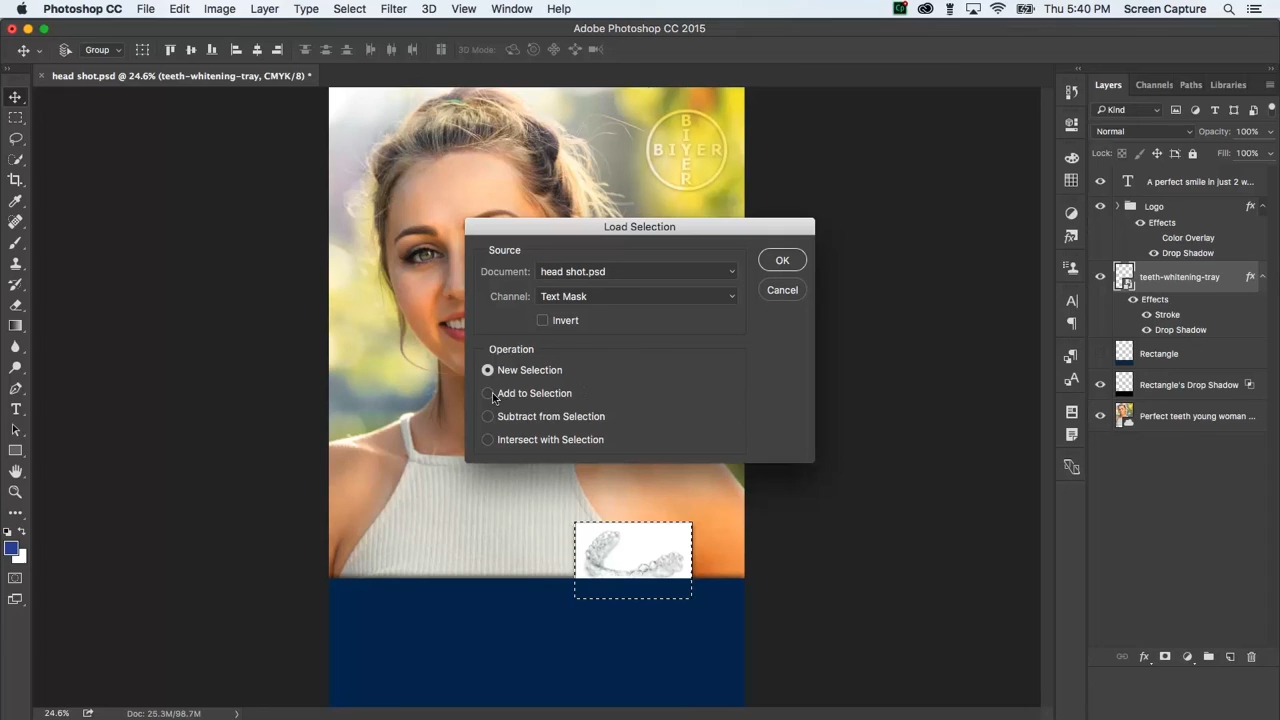 Photoshop CC File Edit Image Layer Type Select Filter 3D View Window Help Thu 5:40 PM Screen Capture
Adobe Photoshop CC 2015
Group 3D Mode:
× head shot.psd @ 24.6% (teeth-whitening-tray, CMYK/8) *
Layers Channels Paths Libraries
Kind
Normal Opacity: 100%
Lock: Fill: 100%
T A perfect smile in just 2 w...
Logo fx
Effects
Color Overlay
Drop Shadow
teeth-whitening-tray fx
Effects
Stroke
Drop Shadow
Rectangle
Rectangle's Drop Shadow
Perfect teeth young woman ...
BIYER
BIYER
Load Selection
Source
Document: head shot.psd
Channel: Text Mask
Invert
OK
Cancel
Operation
New Selection
Add to Selection
Subtract from Selection
Intersect with Selection
24.6% Doc: 25.3M/98.7M